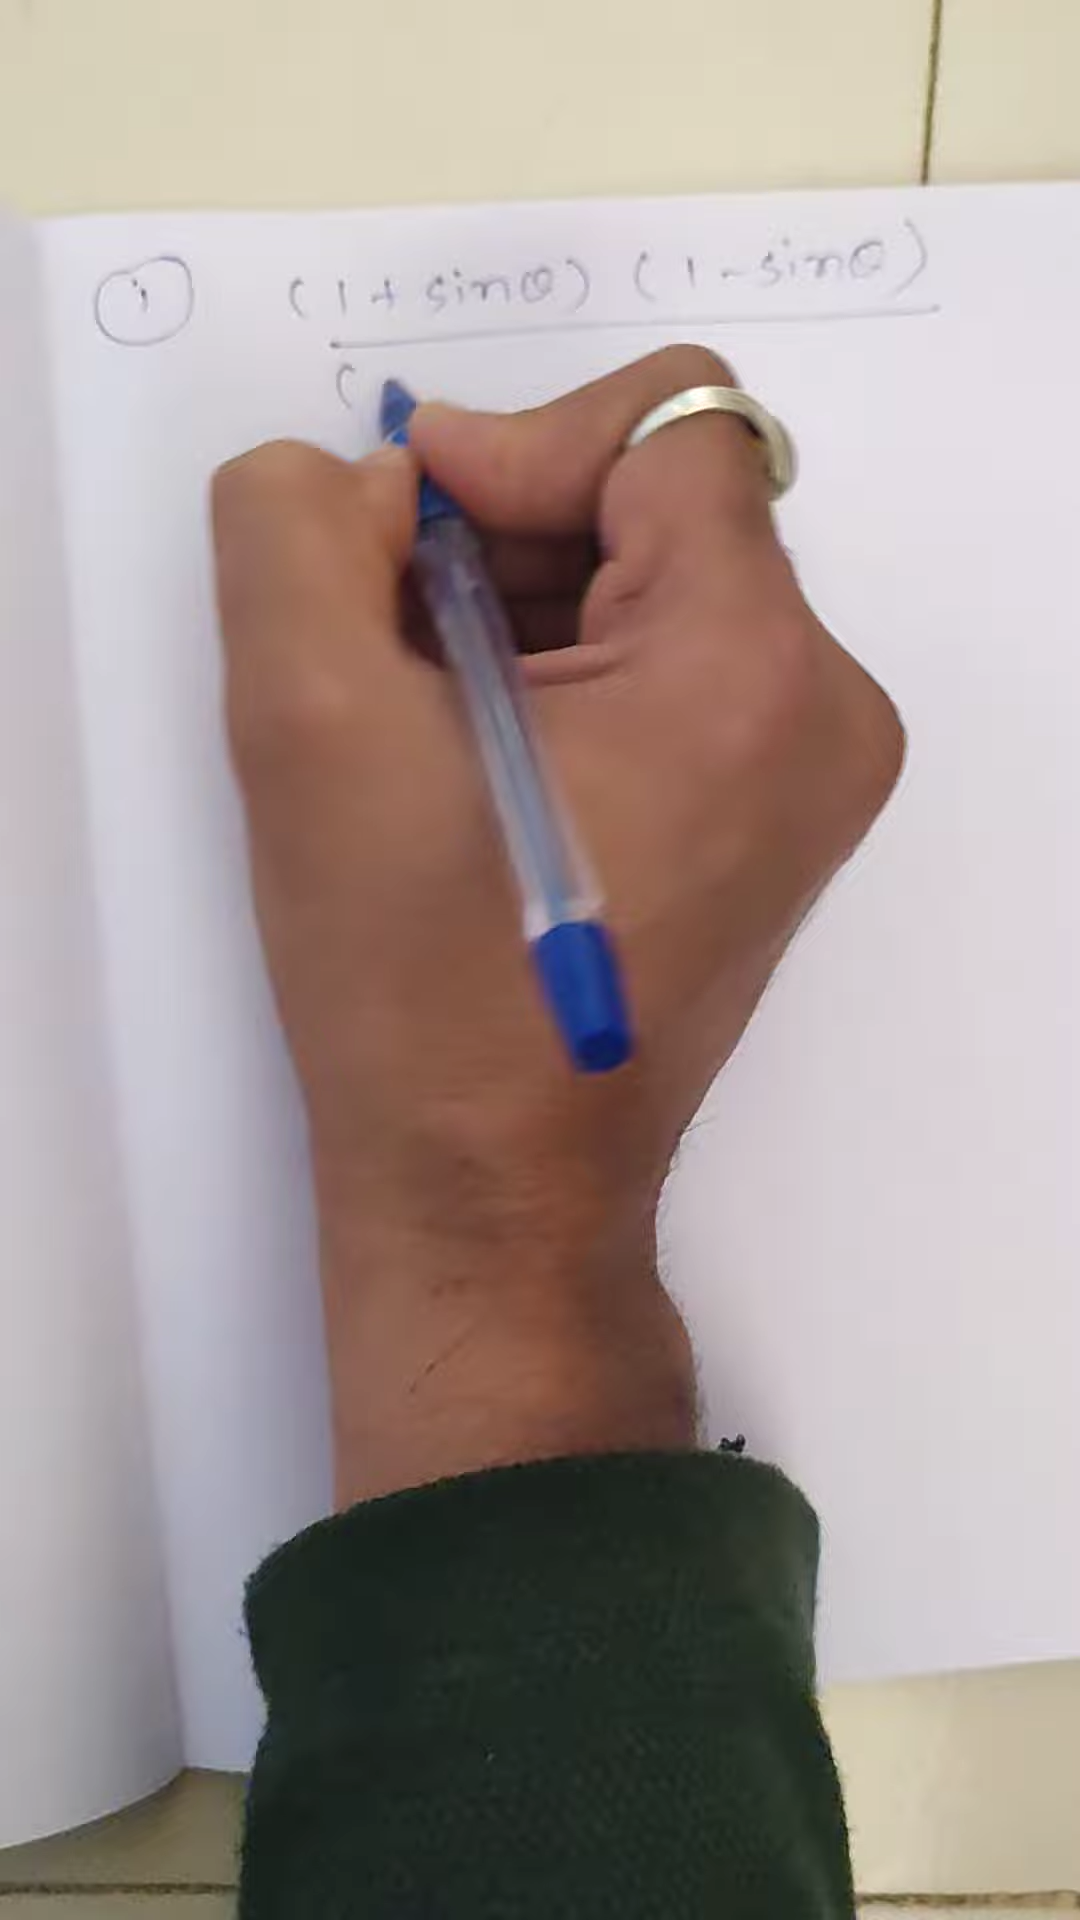 (i) (1 + sinθ) (1 - sinθ)
(